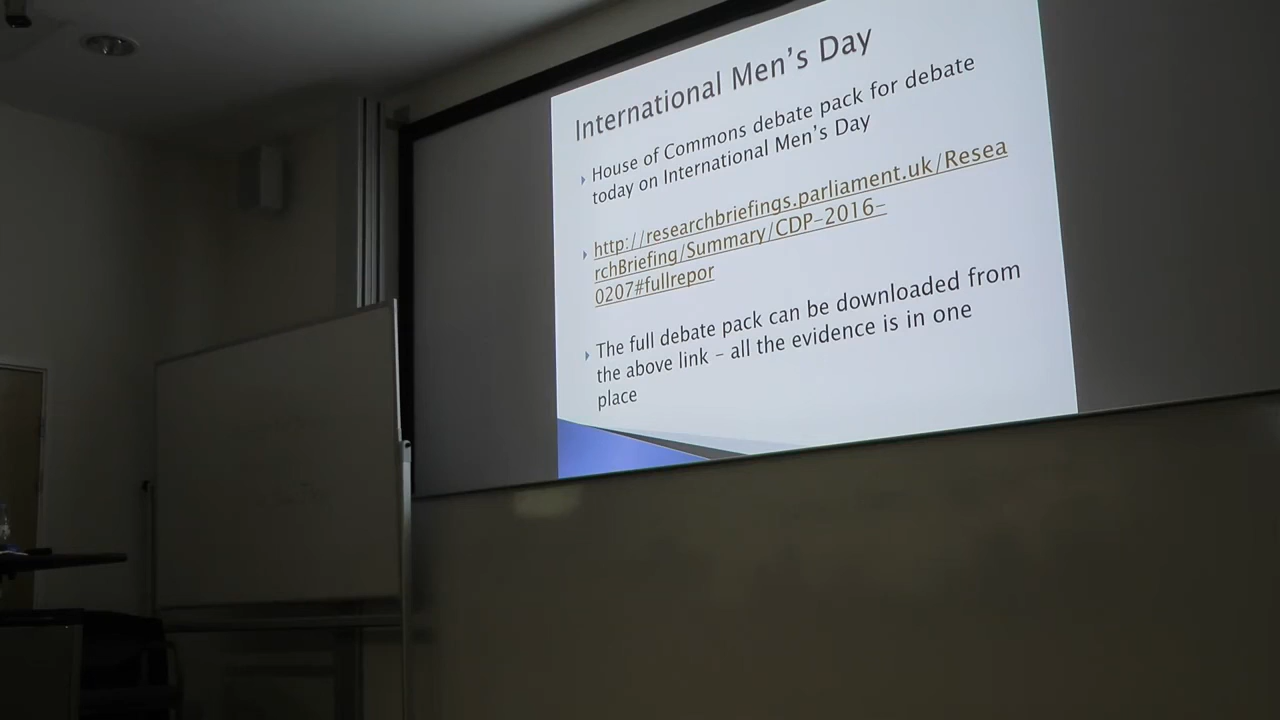 International Men's Day
House of Commons debate pack for debate
today on International Men's Day
http://researchbriefings.parliament.uk/Resea
rchBriefing/Summary/CDP-2016-
0207#fullrepor
The full debate pack can be downloaded from
the above link - all the evidence is in one
place